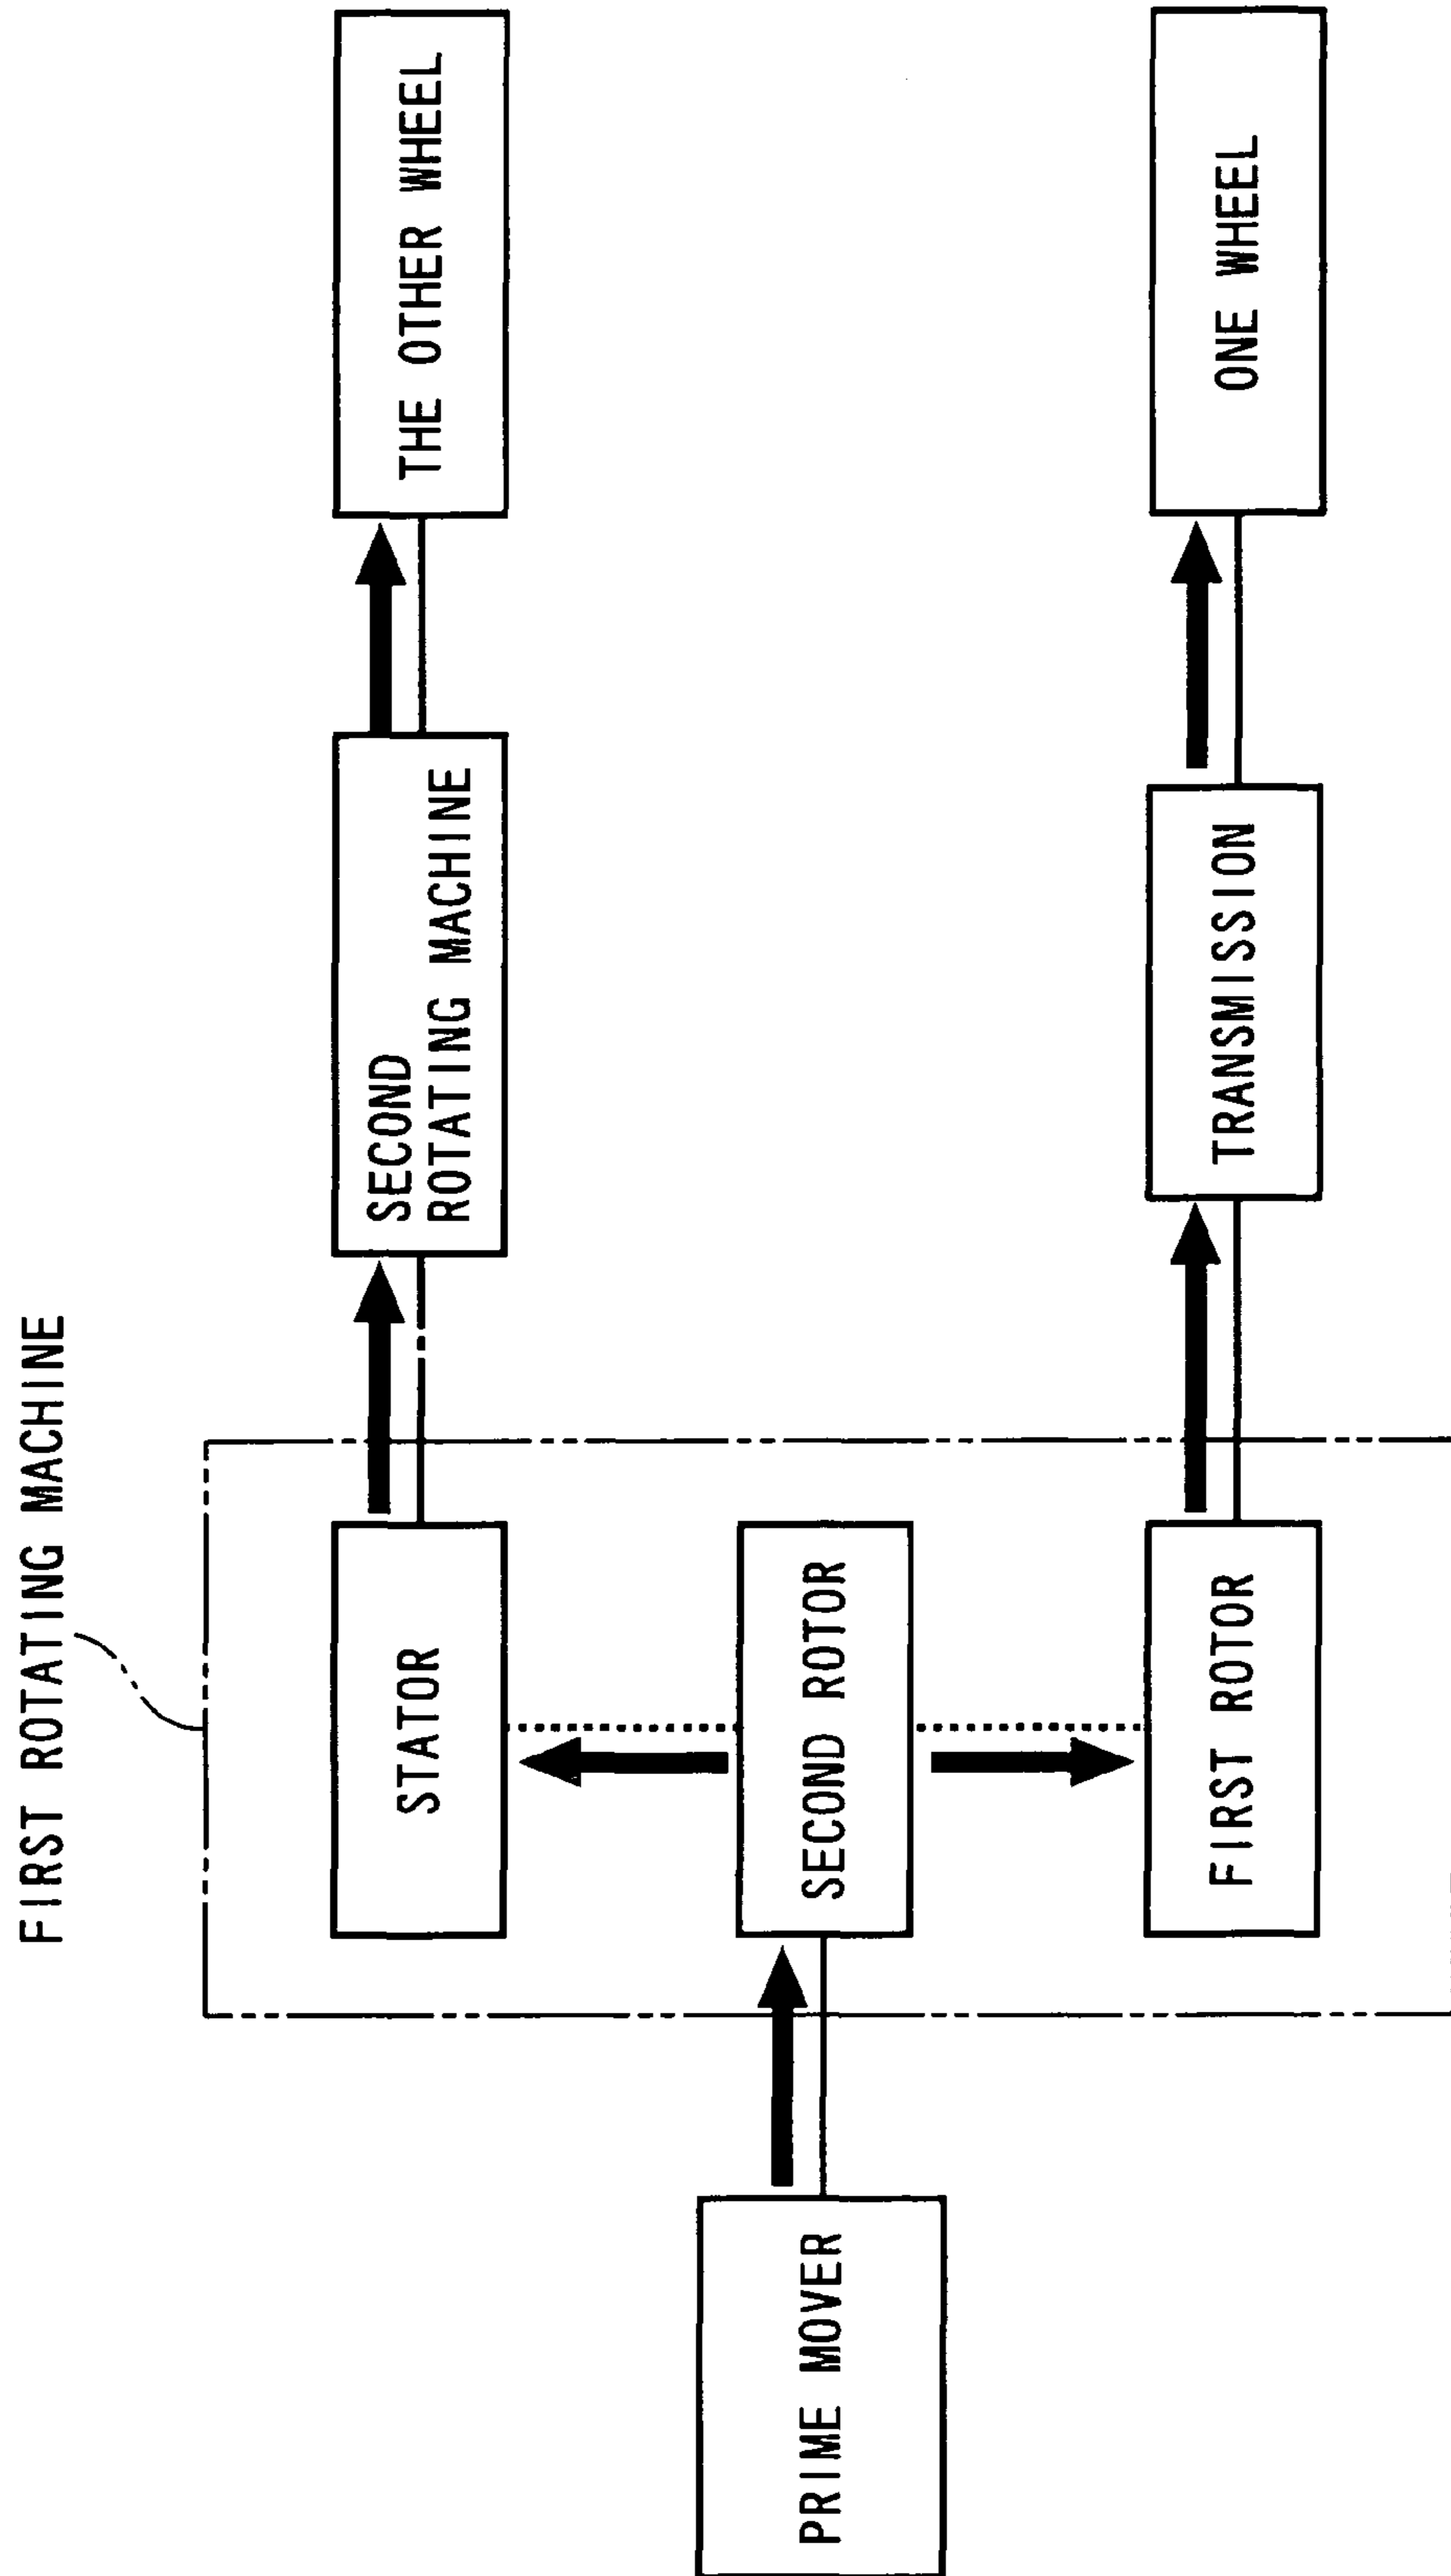 FIRST ROTATING MACHINE
THE OTHER WHEEL
SECOND
ROTATING MACHINE
STATOR
SECOND ROTOR
PRIME MOVER
ONE WHEEL
TRANSMISSION
FIRST ROTOR